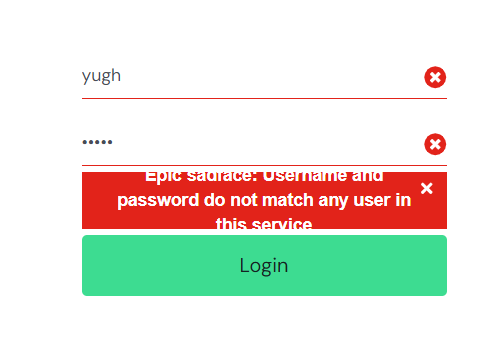 yugh
•••••
Epic sadface: Username and
password do not match any user in
this service
Login